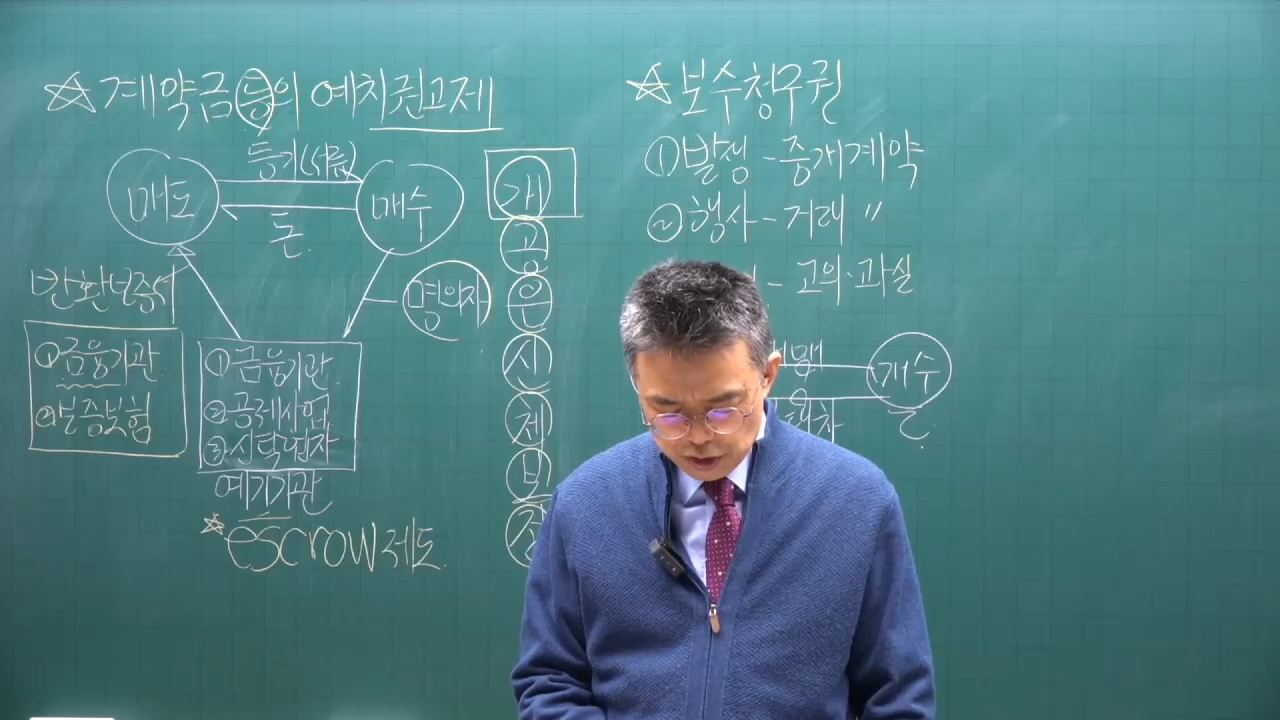 ☆ 계약금등의 예치권고제
매도
등기(서류)
돈.
매수
반환보증서
명의자
① 금융기관
② 보증보험
① 금융기관.
② 공제사업
③ 신탁업자
예치기관
☆ escrow제도.
개
공
은
신
체
보
☆ 보수청구권
① 발생 - 중개계약
② 행사 - 거래 〃
- 고의·과실
매수